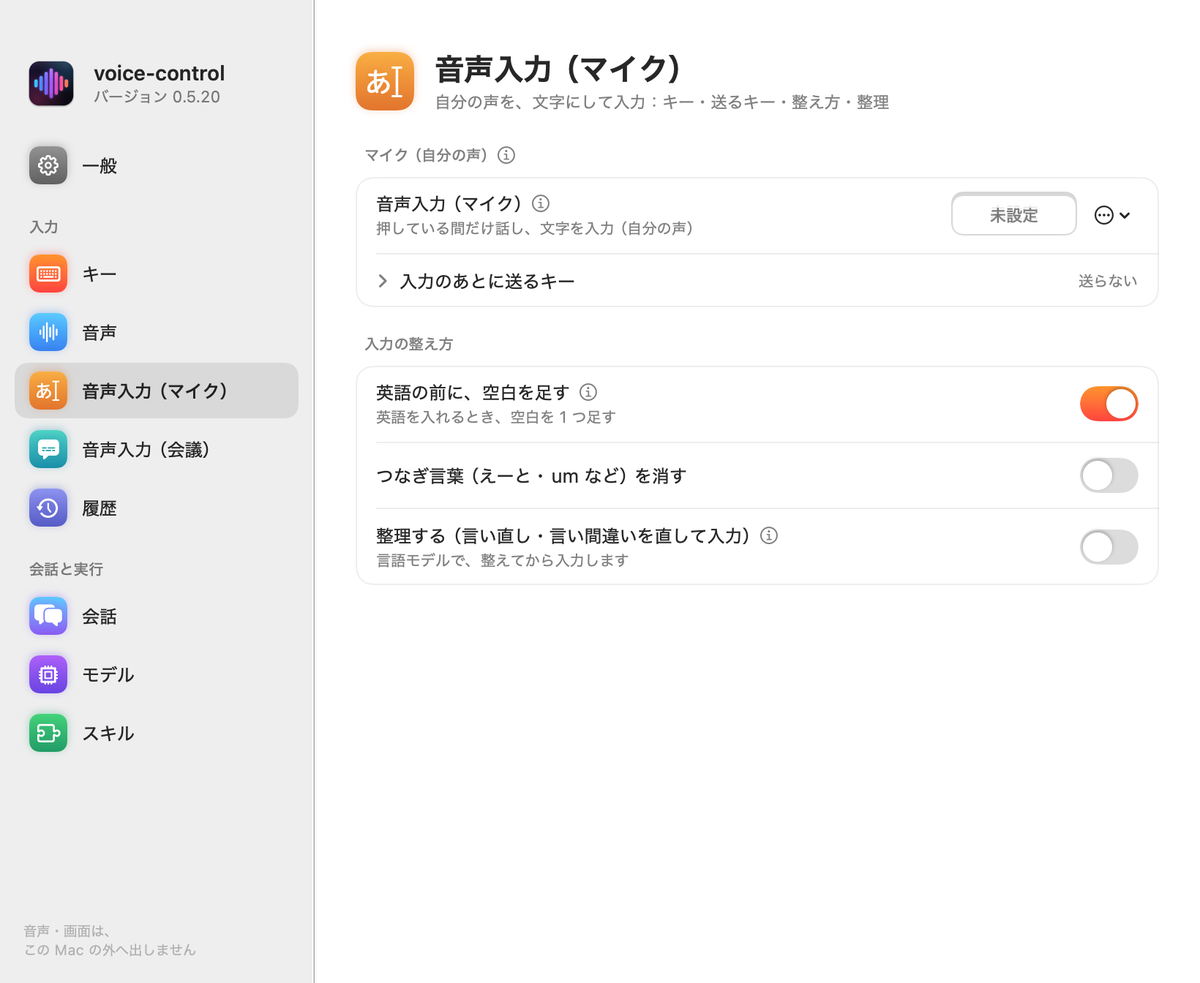 voice-control
バージョン 0.5.20
一般
入力
キー
音声
あ
音声入力（マイク）
音声入力（会議）
履歴
会話と実行
会話
モデル
スキル
音声・画面は、
この Mac の外へ出しません
あ
音声入力（マイク）
自分の声を、文字にして入力：キー・送るキー・整え方・整理
マイク（自分の声）
音声入力（マイク）
押している間だけ話し、文字を入力（自分の声）
未設定
入力のあとに送るキー
送らない
入力の整え方
英語の前に、空白を足す
英語を入れるとき、空白を 1 つ足す
つなぎ言葉（えーと・um など）を消す
整理する（言い直し・言い間違いを直して入力）
言語モデルで、整えてから入力します